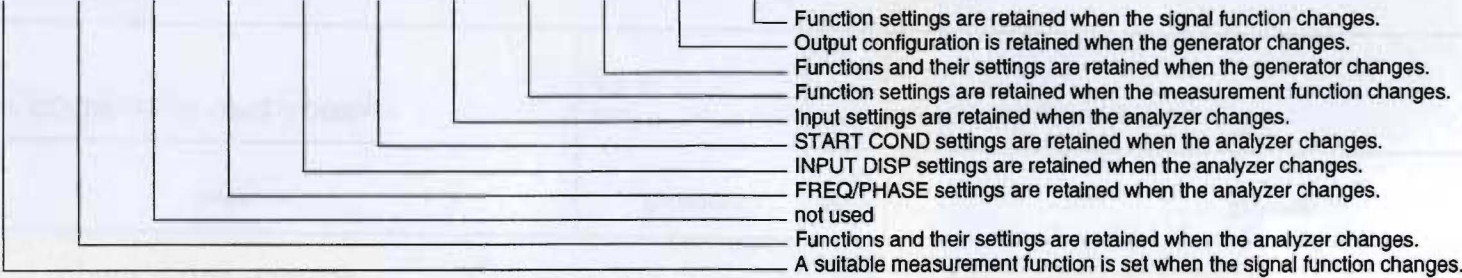 Function settings are retained when the signal function changes.
Output configuration is retained when the generator changes.
Functions and their settings are retained when the generator changes.
Function settings are retained when the measurement function changes.
Input settings are retained when the analyzer changes.
START COND settings are retained when the analyzer changes.
INPUT DISP settings are retained when the analyzer changes.
FREQ/PHASE settings are retained when the analyzer changes.
not used
Functions and their settings are retained when the analyzer changes.
A suitable measurement function is set when the signal function changes.